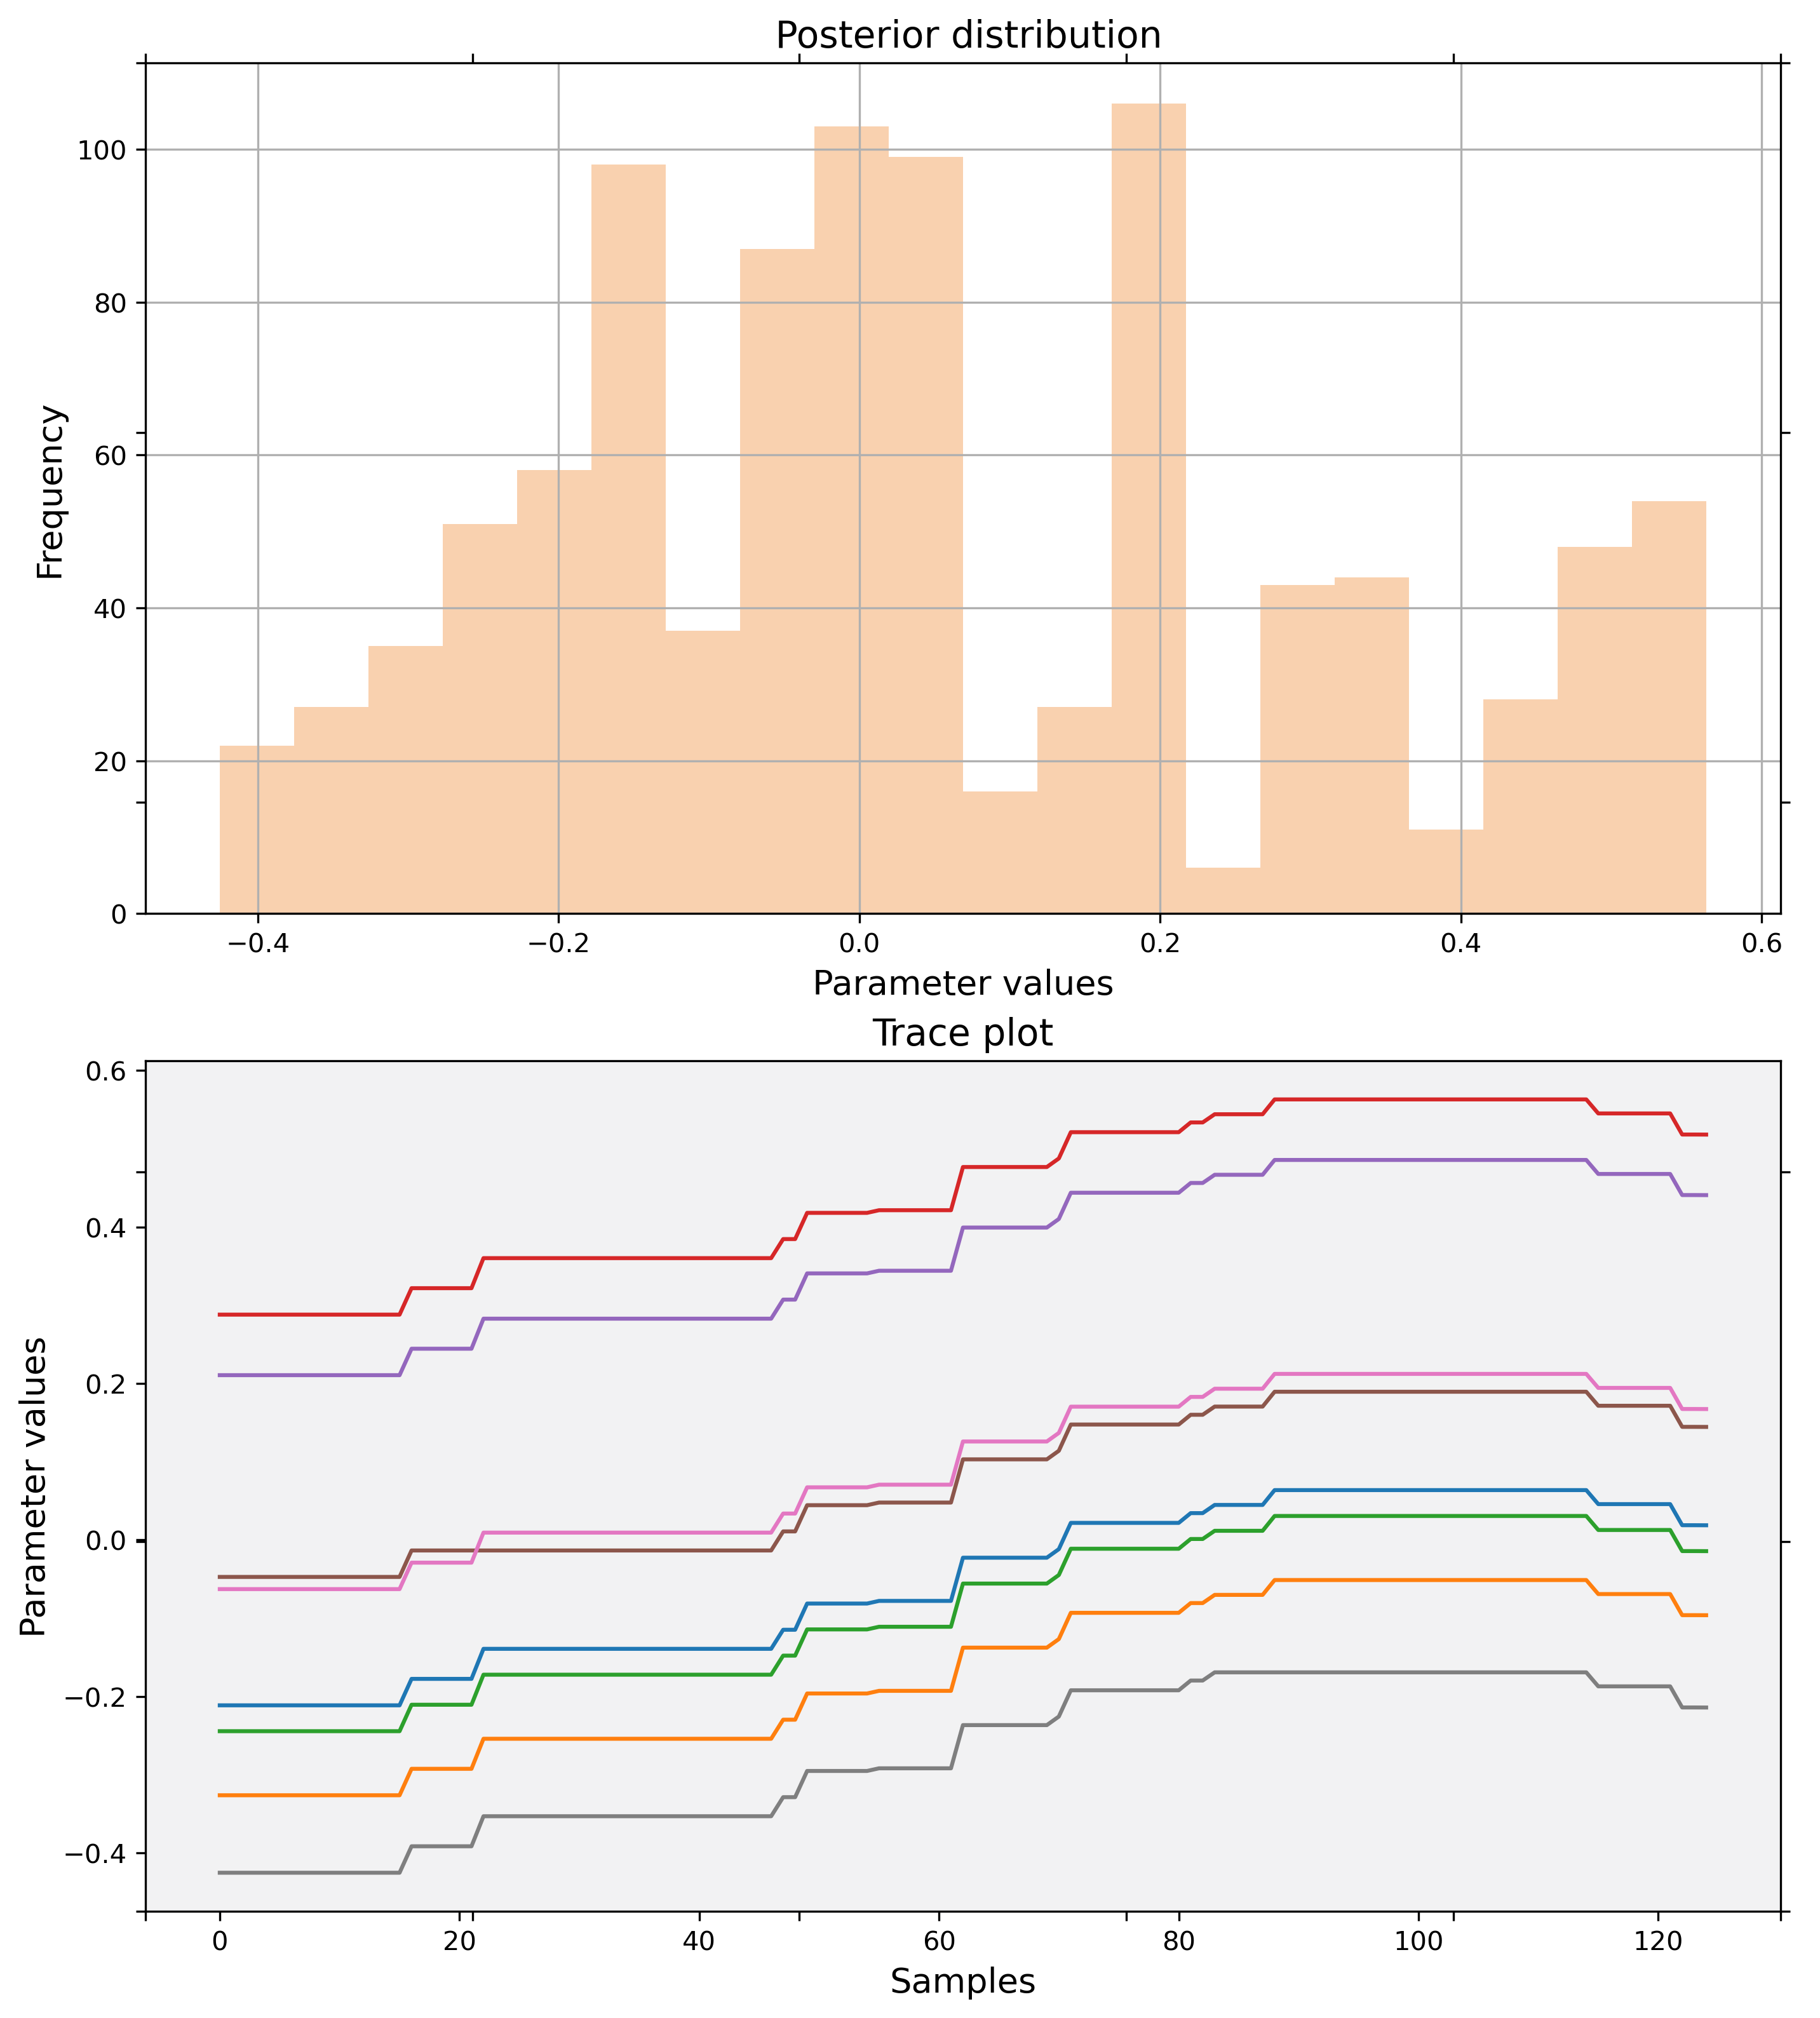 Posterior distribution
100
80
60
40
20
0
Frequency
−0.4 −0.2 0.0 0.2 0.4 0.6
Parameter values
Trace plot
0.6
0.4
0.2
0.0
−0.2
−0.4
Parameter values
0 20 40 60 80 100 120
Samples